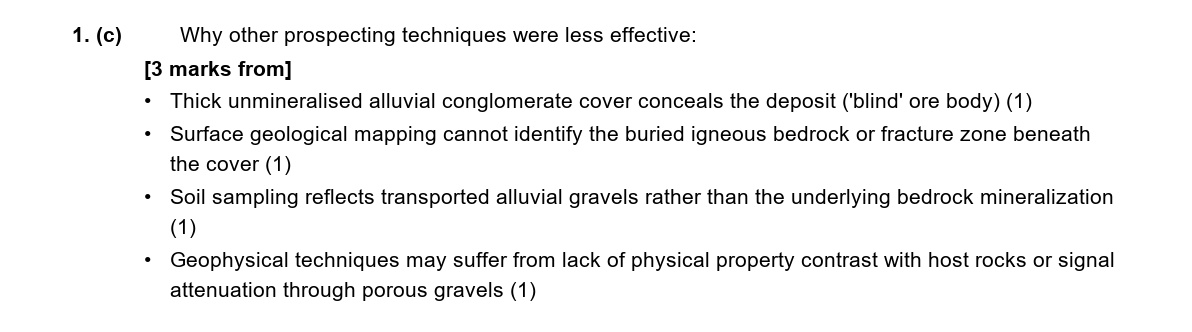 1. (c) Why other prospecting techniques were less effective:
[3 marks from]
• Thick unmineralised alluvial conglomerate cover conceals the deposit ('blind' ore body) (1)
• Surface geological mapping cannot identify the buried igneous bedrock or fracture zone beneath
the cover (1)
• Soil sampling reflects transported alluvial gravels rather than the underlying bedrock mineralization
(1)
• Geophysical techniques may suffer from lack of physical property contrast with host rocks or signal
attenuation through porous gravels (1)